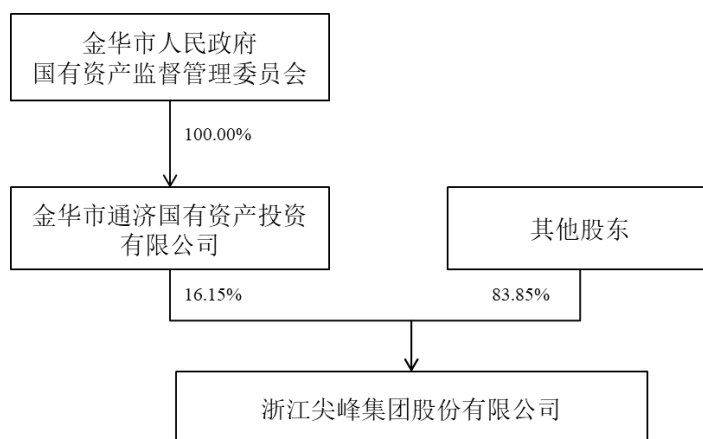 金华市人民政府
国有资产监督管理委员会
100.00%
金华市通济国有资产投资
有限公司
其他股东
16.15%
83.85%
浙江尖峰集团股份有限公司